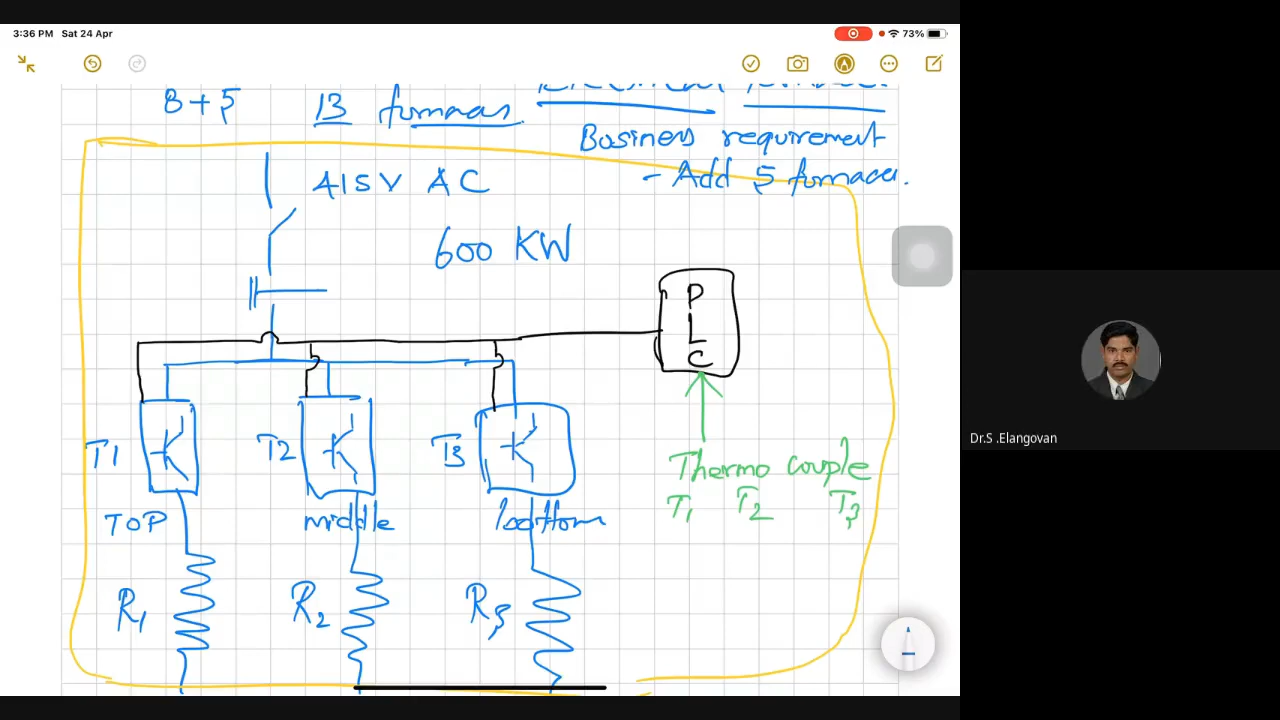 3:36 PM Sat 24 Apr
73%
8+5 13 furnaces
Business requirement
- Add 5 furnaces.
415V AC
600 KW
P
L
C
T1
T2
T3
Thermo couple
T1 T2 T3
TOP
middle
bottom
R1
R2
R3
Dr.S .Elangovan